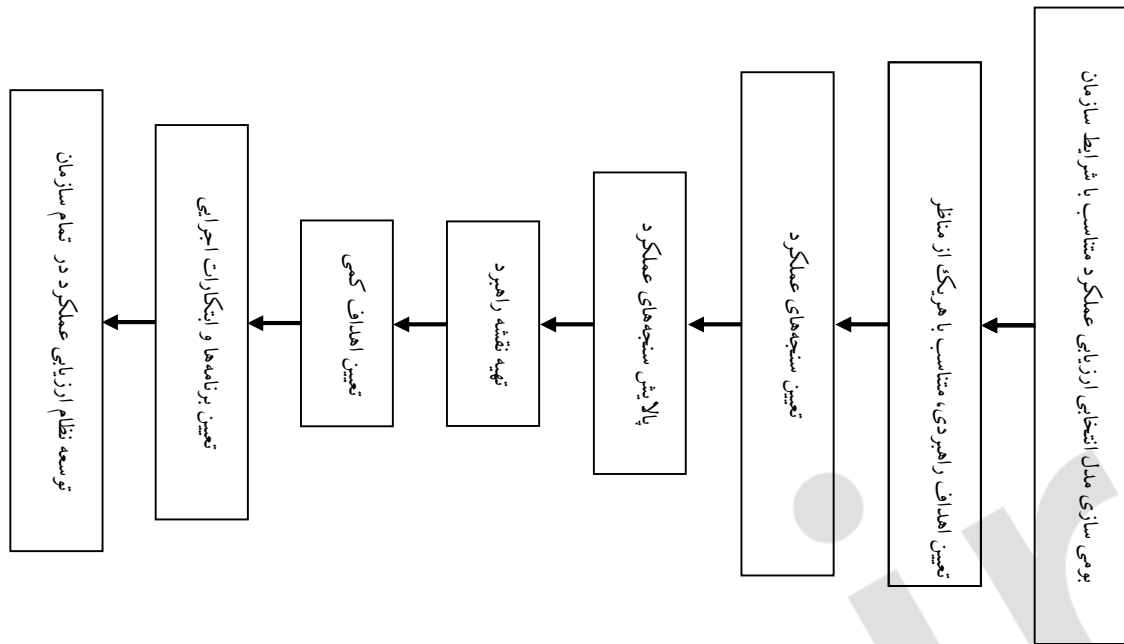 بومی سازی مدل انتخابی ارزیابی عملکرد متناسب با شرایط سازمان
تعیین اهداف راهبردی، متناسب با هریک از مناظر
تعیین سنجه‌های عملکرد
پالایش سنجه‌های عملکرد
تهیه نقشه راهبرد
تعیین اهداف کمی
تعیین برنامه‌ها و ابتکارات اجرایی
توسعه نظام ارزیابی عملکرد در تمام سازمان
ir